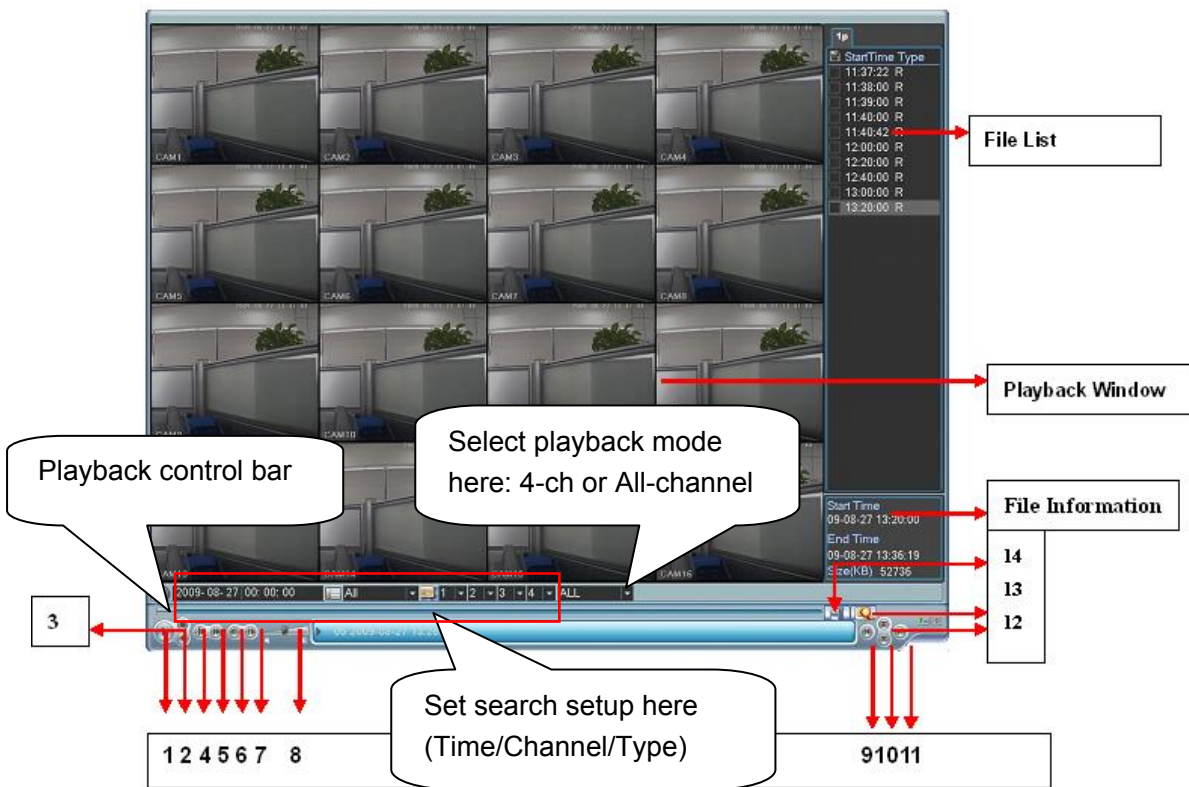 1p
StartTime Type
11:37:22 R
11:38:00 R
11:39:00 R
11:40:00 R
11:40:42 R
12:00:00 R
12:20:00 R
12:40:00 R
13:00:00 R
13:20:00 R
File List
CAM1 CAM2 CAM3 CAM4
CAM5 CAM6 CAM7 CAM8
CAM10
Playback Window
Playback control bar
Select playback mode
here: 4-ch or All-channel
Start Time
09-08-27 13:20:00
End Time
09-08-27 13:36:19
Size(KB) 52736
File Information
14
13
12
CAM16
2009-08-27 00:00:00 All 1 2 3 4 ALL
3
Set search setup here
(Time/Channel/Type)
1 2 4 5 6 7 8
91011